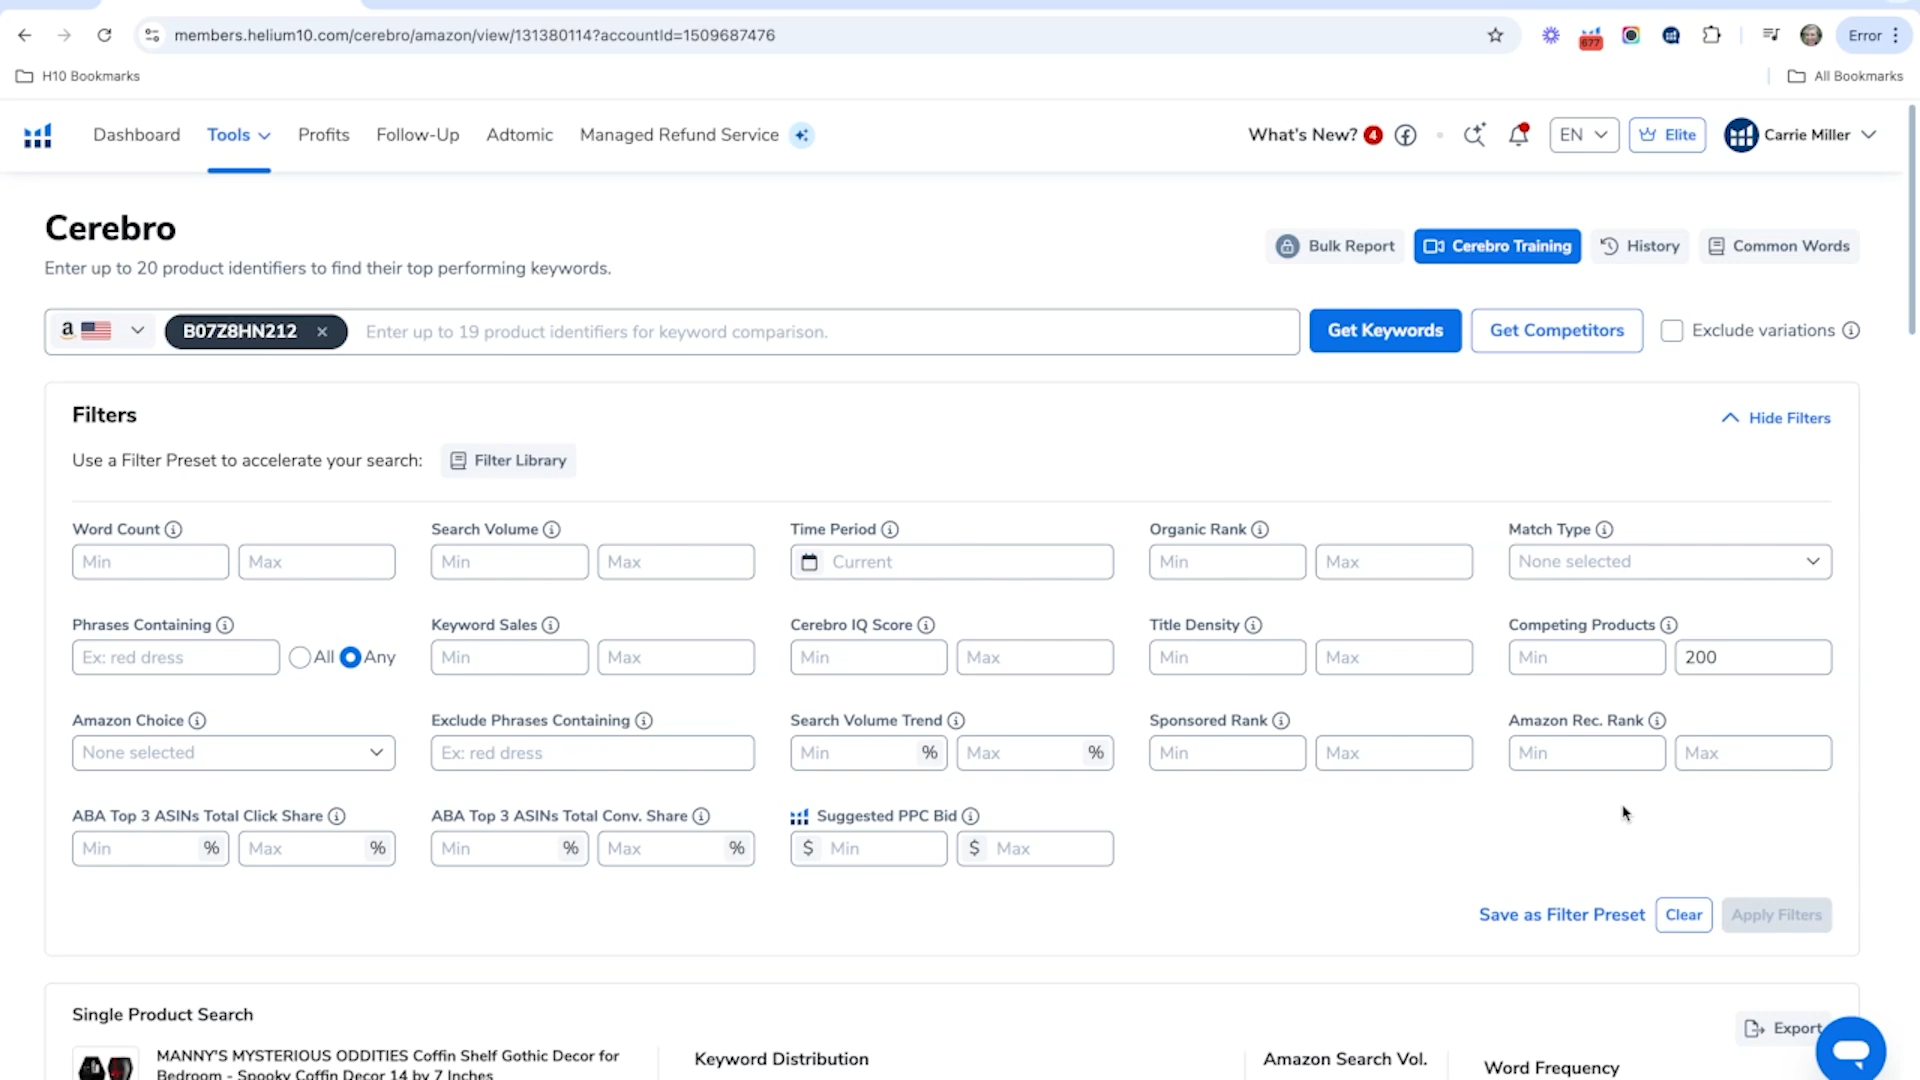 members.helium10.com/cerebro/amazon/view/131380114?accountId=1509687476
677
Error
H10 Bookmarks
All Bookmarks
Dashboard
Tools
Profits
Follow-Up
Adtomic
Managed Refund Service
What's New? 4
EN
Elite
Carrie Miller
Cerebro
Enter up to 20 product identifiers to find their top performing keywords.
Bulk Report
Cerebro Training
History
Common Words
a
B07Z8HN212
Enter up to 19 product identifiers for keyword comparison.
Get Keywords
Get Competitors
Exclude variations
Filters
Hide Filters
Use a Filter Preset to accelerate your search:
Filter Library
Word Count
Search Volume
Time Period
Organic Rank
Match Type
Min
Max
Min
Max
Current
Min
Max
None selected
Phrases Containing
Keyword Sales
Cerebro IQ Score
Title Density
Competing Products
Ex: red dress
All
Any
Min
Max
Min
Max
Min
Max
Min
200
Amazon Choice
Exclude Phrases Containing
Search Volume Trend
Sponsored Rank
Amazon Rec. Rank
None selected
Ex: red dress
Min %
Max %
Min
Max
Min
Max
ABA Top 3 ASINs Total Click Share
ABA Top 3 ASINs Total Conv. Share
Suggested PPC Bid
Min %
Max %
Min %
Max %
$ Min
$ Max
Save as Filter Preset
Clear
Apply Filters
Single Product Search
Export
MANNY'S MYSTERIOUS ODDITIES Coffin Shelf Gothic Decor for
Bedroom - Spooky Coffin Decor 14 by 7 Inches
Keyword Distribution
Amazon Search Vol.
Word Frequency